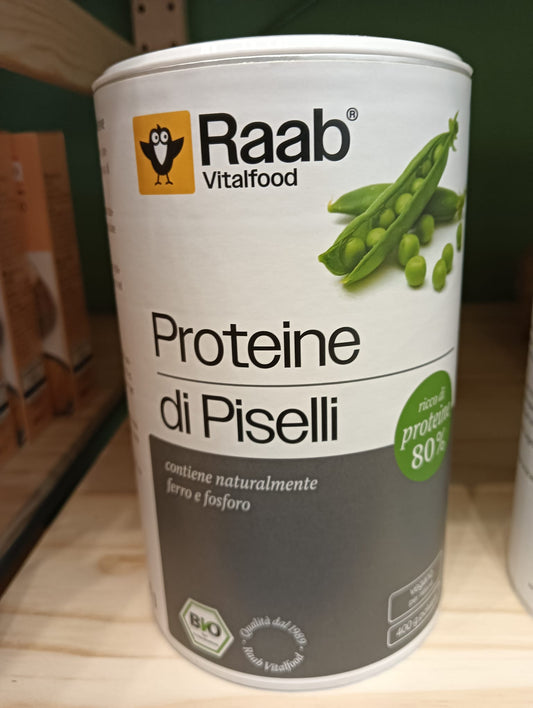 Raab®
Vitalfood
Proteine
di Piselli
ricco di
proteine
80%
contiene naturalmente
ferro e fosforo
BIO
Qualità dal 1989
Raab Vitalfood